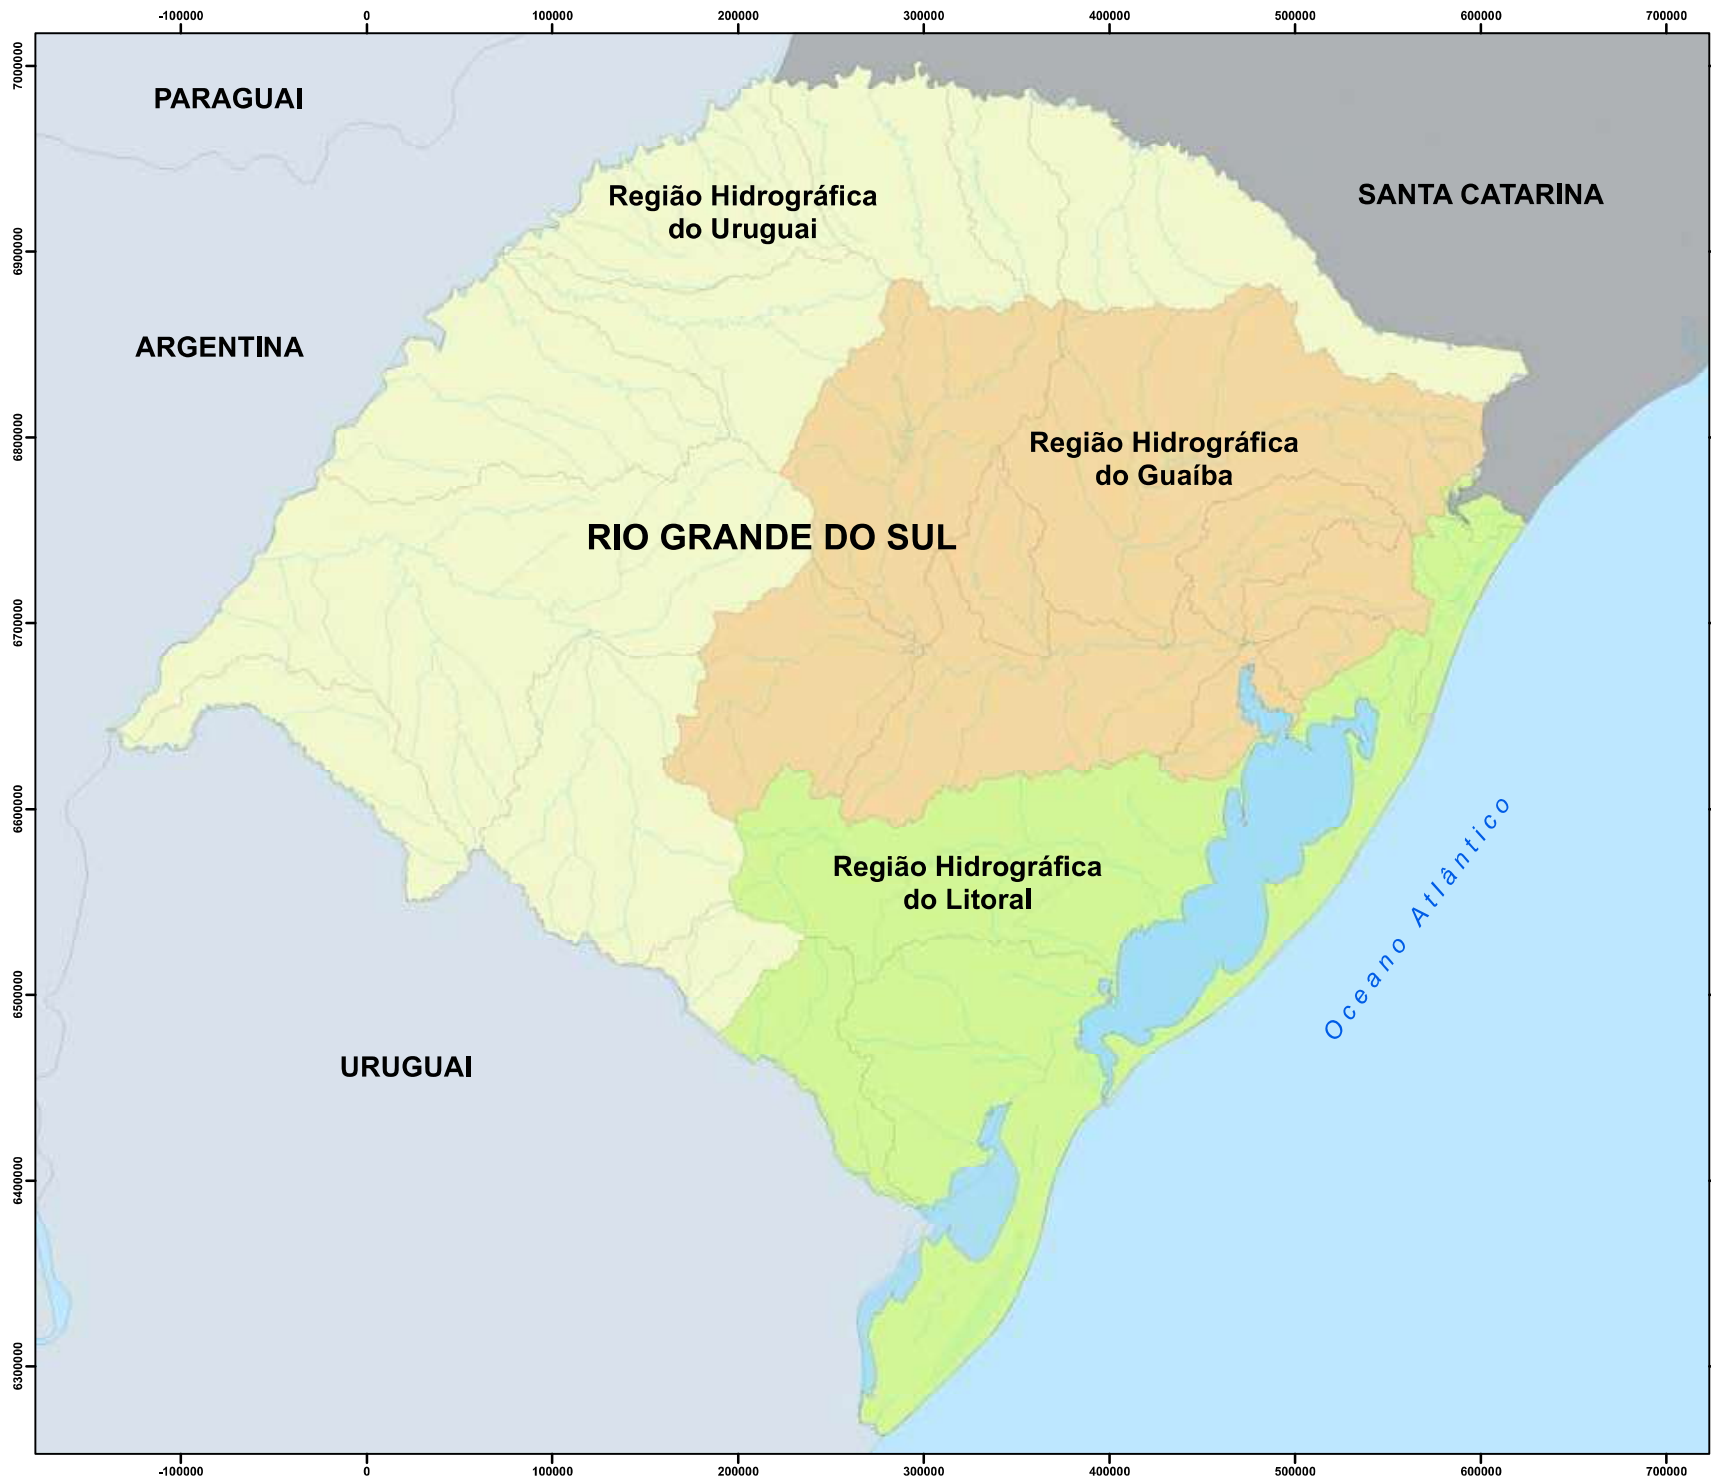 -100000 0 100000 200000 300000 400000 500000 600000 700000
7000000
6900000
6800000
6700000
6600000
6500000
6400000
6300000
PARAGUAI
Região Hidrográfica
do Uruguai
SANTA CATARINA
ARGENTINA
Região Hidrográfica
do Guaíba
RIO GRANDE DO SUL
Região Hidrográfica
do Litoral
Oceano Atlântico
URUGUAI
-100000 0 100000 200000 300000 400000 500000 600000 700000